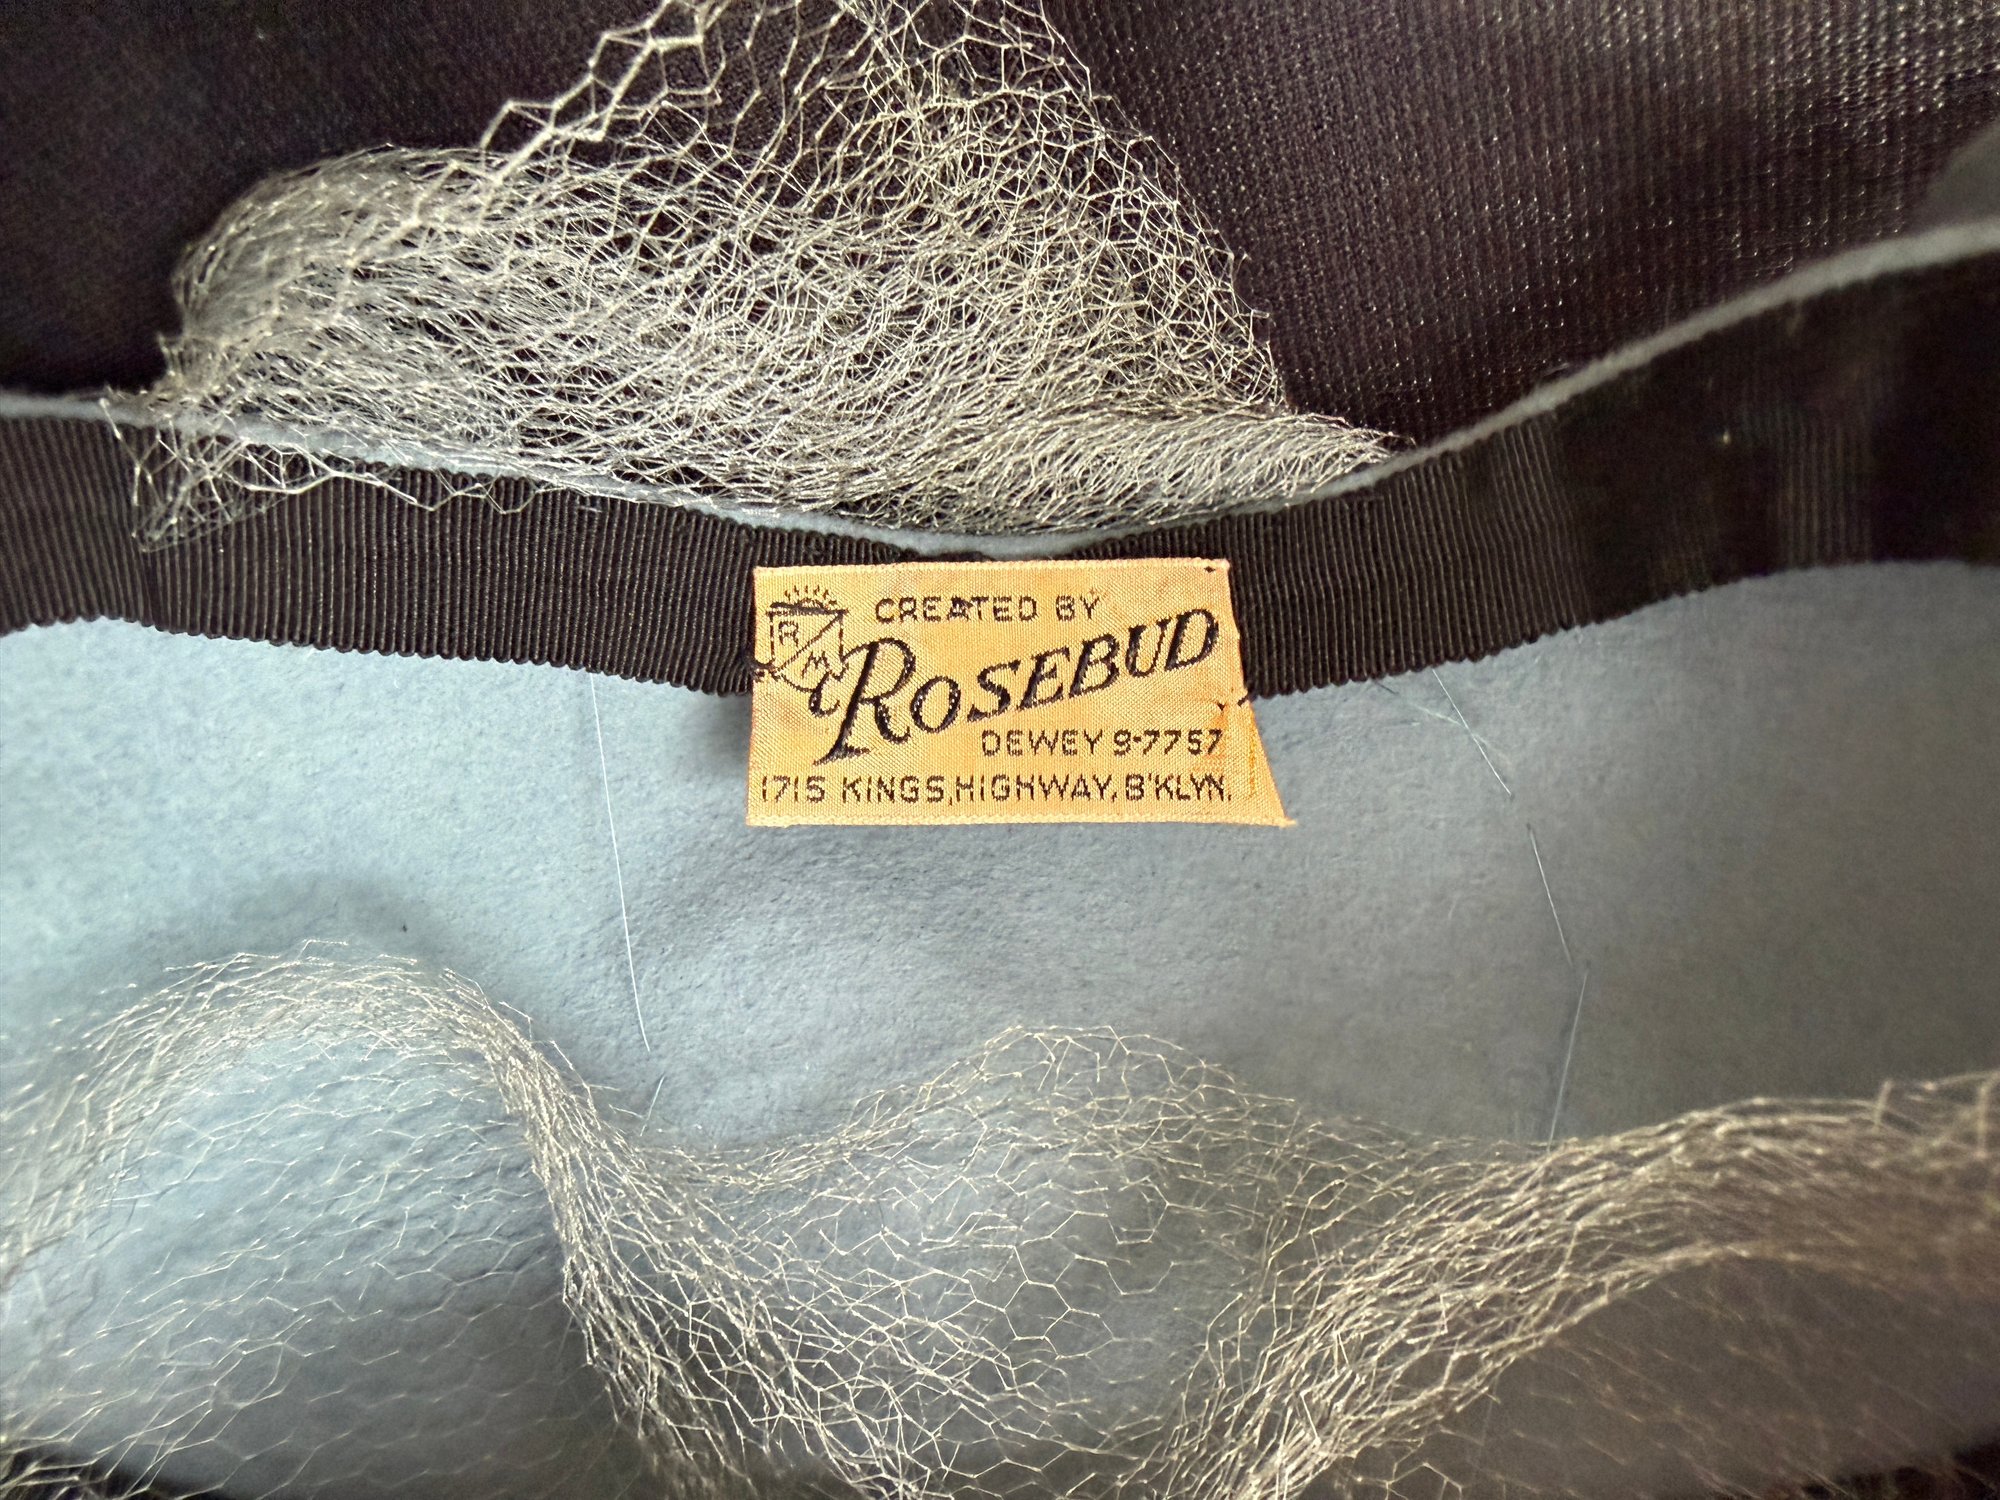 CREATED BY
R
M
ROSEBUD
DEWEY 9-7757
1715 KINGS, HIGHWAY, B'KLYN.